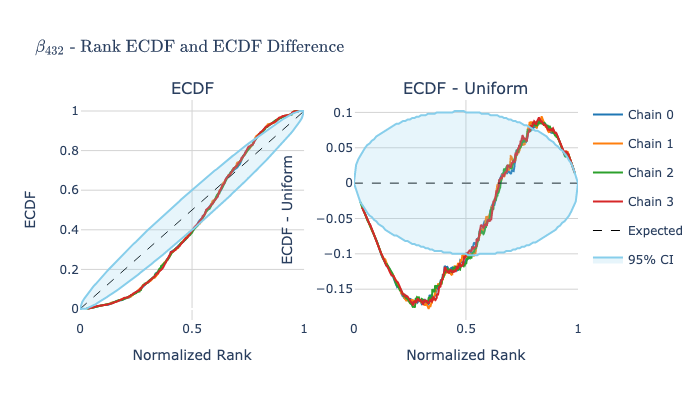 β₄₃₂ - Rank ECDF and ECDF Difference
ECDF
ECDF
1
0.8
0.6
0.4
0.2
0
0
0.5
1
Normalized Rank
ECDF - Uniform
ECDF - Uniform
0.1
0.05
0
−0.05
−0.1
−0.15
0
0.5
1
Normalized Rank
Chain 0
Chain 1
Chain 2
Chain 3
Expected
95% CI